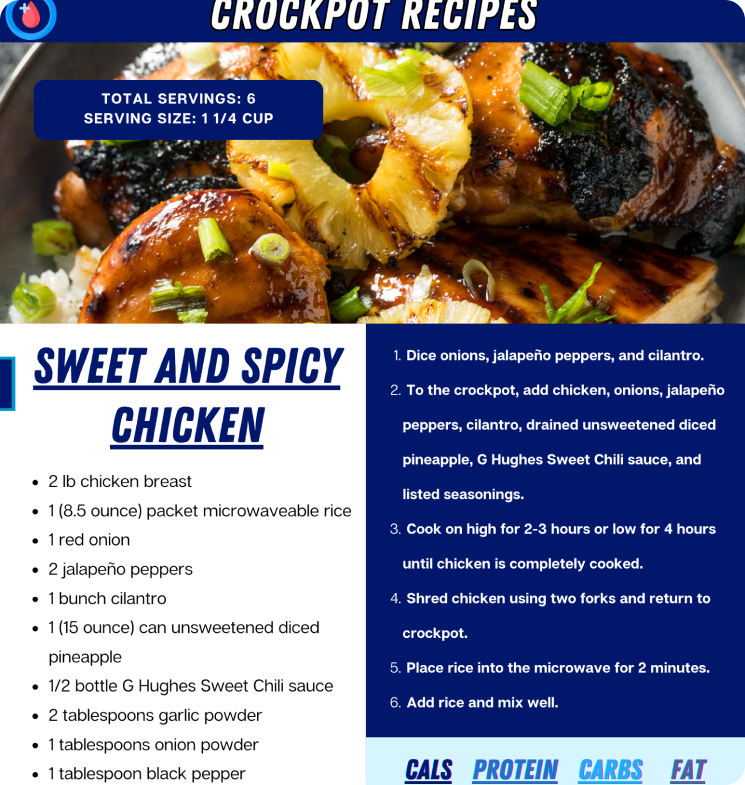 CROCKPOT RECIPES
TOTAL SERVINGS: 6
SERVING SIZE: 1 1/4 CUP
SWEET AND SPICY
CHICKEN
• 2 lb chicken breast
• 1 (8.5 ounce) packet microwaveable rice
• 1 red onion
• 2 jalapeño peppers
• 1 bunch cilantro
• 1 (15 ounce) can unsweetened diced
pineapple
• 1/2 bottle G Hughes Sweet Chili sauce
• 2 tablespoons garlic powder
• 1 tablespoons onion powder
• 1 tablespoon black pepper
1. Dice onions, jalapeño peppers, and cilantro.
2. To the crockpot, add chicken, onions, jalapeño
peppers, cilantro, drained unsweetened diced
pineapple, G Hughes Sweet Chili sauce, and
listed seasonings.
3. Cook on high for 2-3 hours or low for 4 hours
until chicken is completely cooked.
4. Shred chicken using two forks and return to
crockpot.
5. Place rice into the microwave for 2 minutes.
6. Add rice and mix well.
CALS PROTEIN CARBS FAT